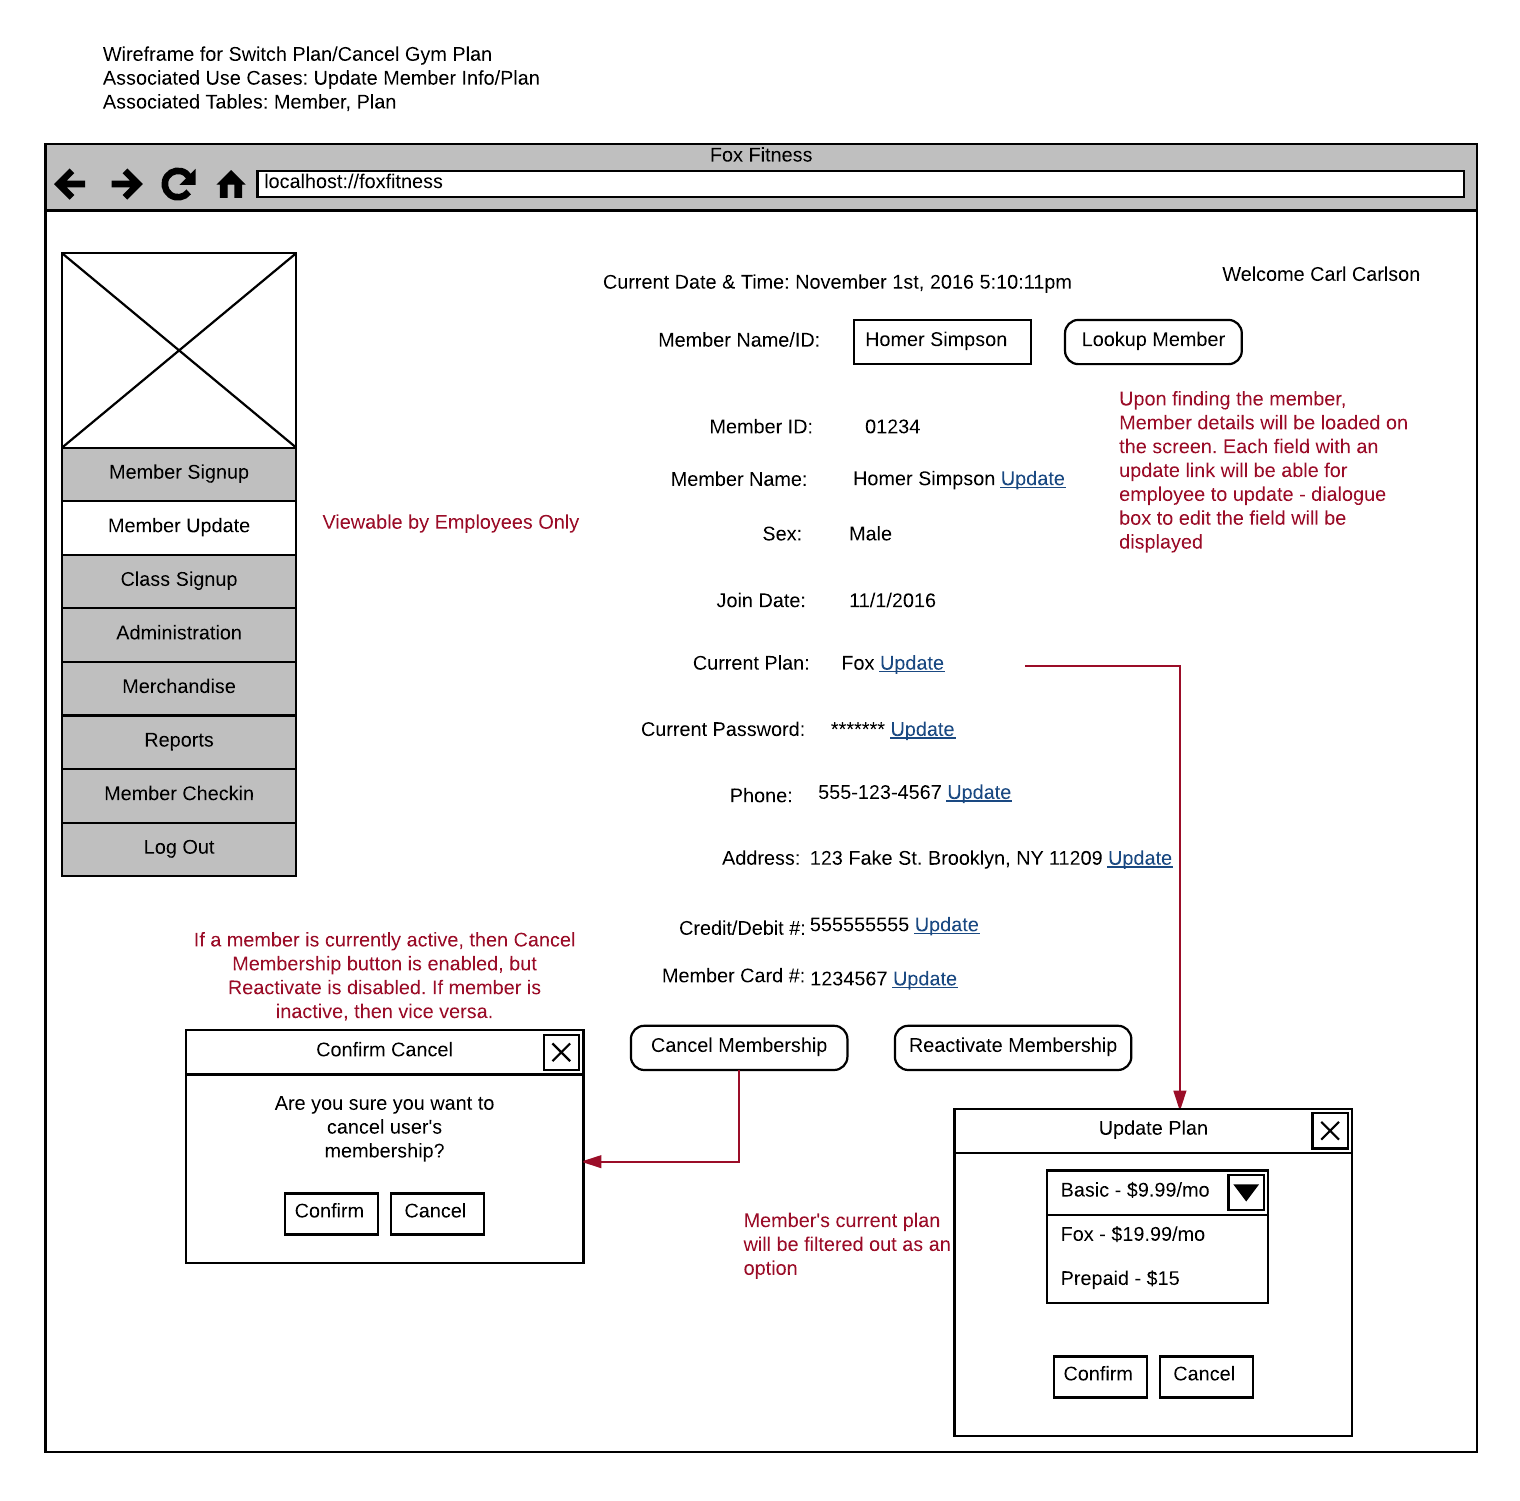 Wireframe for Switch Plan/Cancel Gym Plan
Associated Use Cases: Update Member Info/Plan
Associated Tables: Member, Plan
Fox Fitness
localhost://foxfitness
Current Date & Time: November 1st, 2016 5:10:11pm
Welcome Carl Carlson
Member Name/ID: Homer Simpson Lookup Member
Member Signup
Member Update
Class Signup
Administration
Merchandise
Reports
Member Checkin
Log Out
Viewable by Employees Only
Upon finding the member,
Member details will be loaded on
the screen. Each field with an
update link will be able for
employee to update - dialogue
box to edit the field will be
displayed
Member ID: 01234
Member Name: Homer Simpson Update
Sex: Male
Join Date: 11/1/2016
Current Plan: Fox Update
Current Password: ******* Update
Phone: 555-123-4567 Update
Address: 123 Fake St. Brooklyn, NY 11209 Update
Credit/Debit #: 555555555 Update
Member Card #: 1234567 Update
If a member is currently active, then Cancel
Membership button is enabled, but
Reactivate is disabled. If member is
inactive, then vice versa.
Cancel Membership Reactivate Membership
Confirm Cancel
Are you sure you want to
cancel user's
membership?
Confirm Cancel
Member's current plan
will be filtered out as an
option
Update Plan
Basic - $9.99/mo
Fox - $19.99/mo
Prepaid - $15
Confirm Cancel